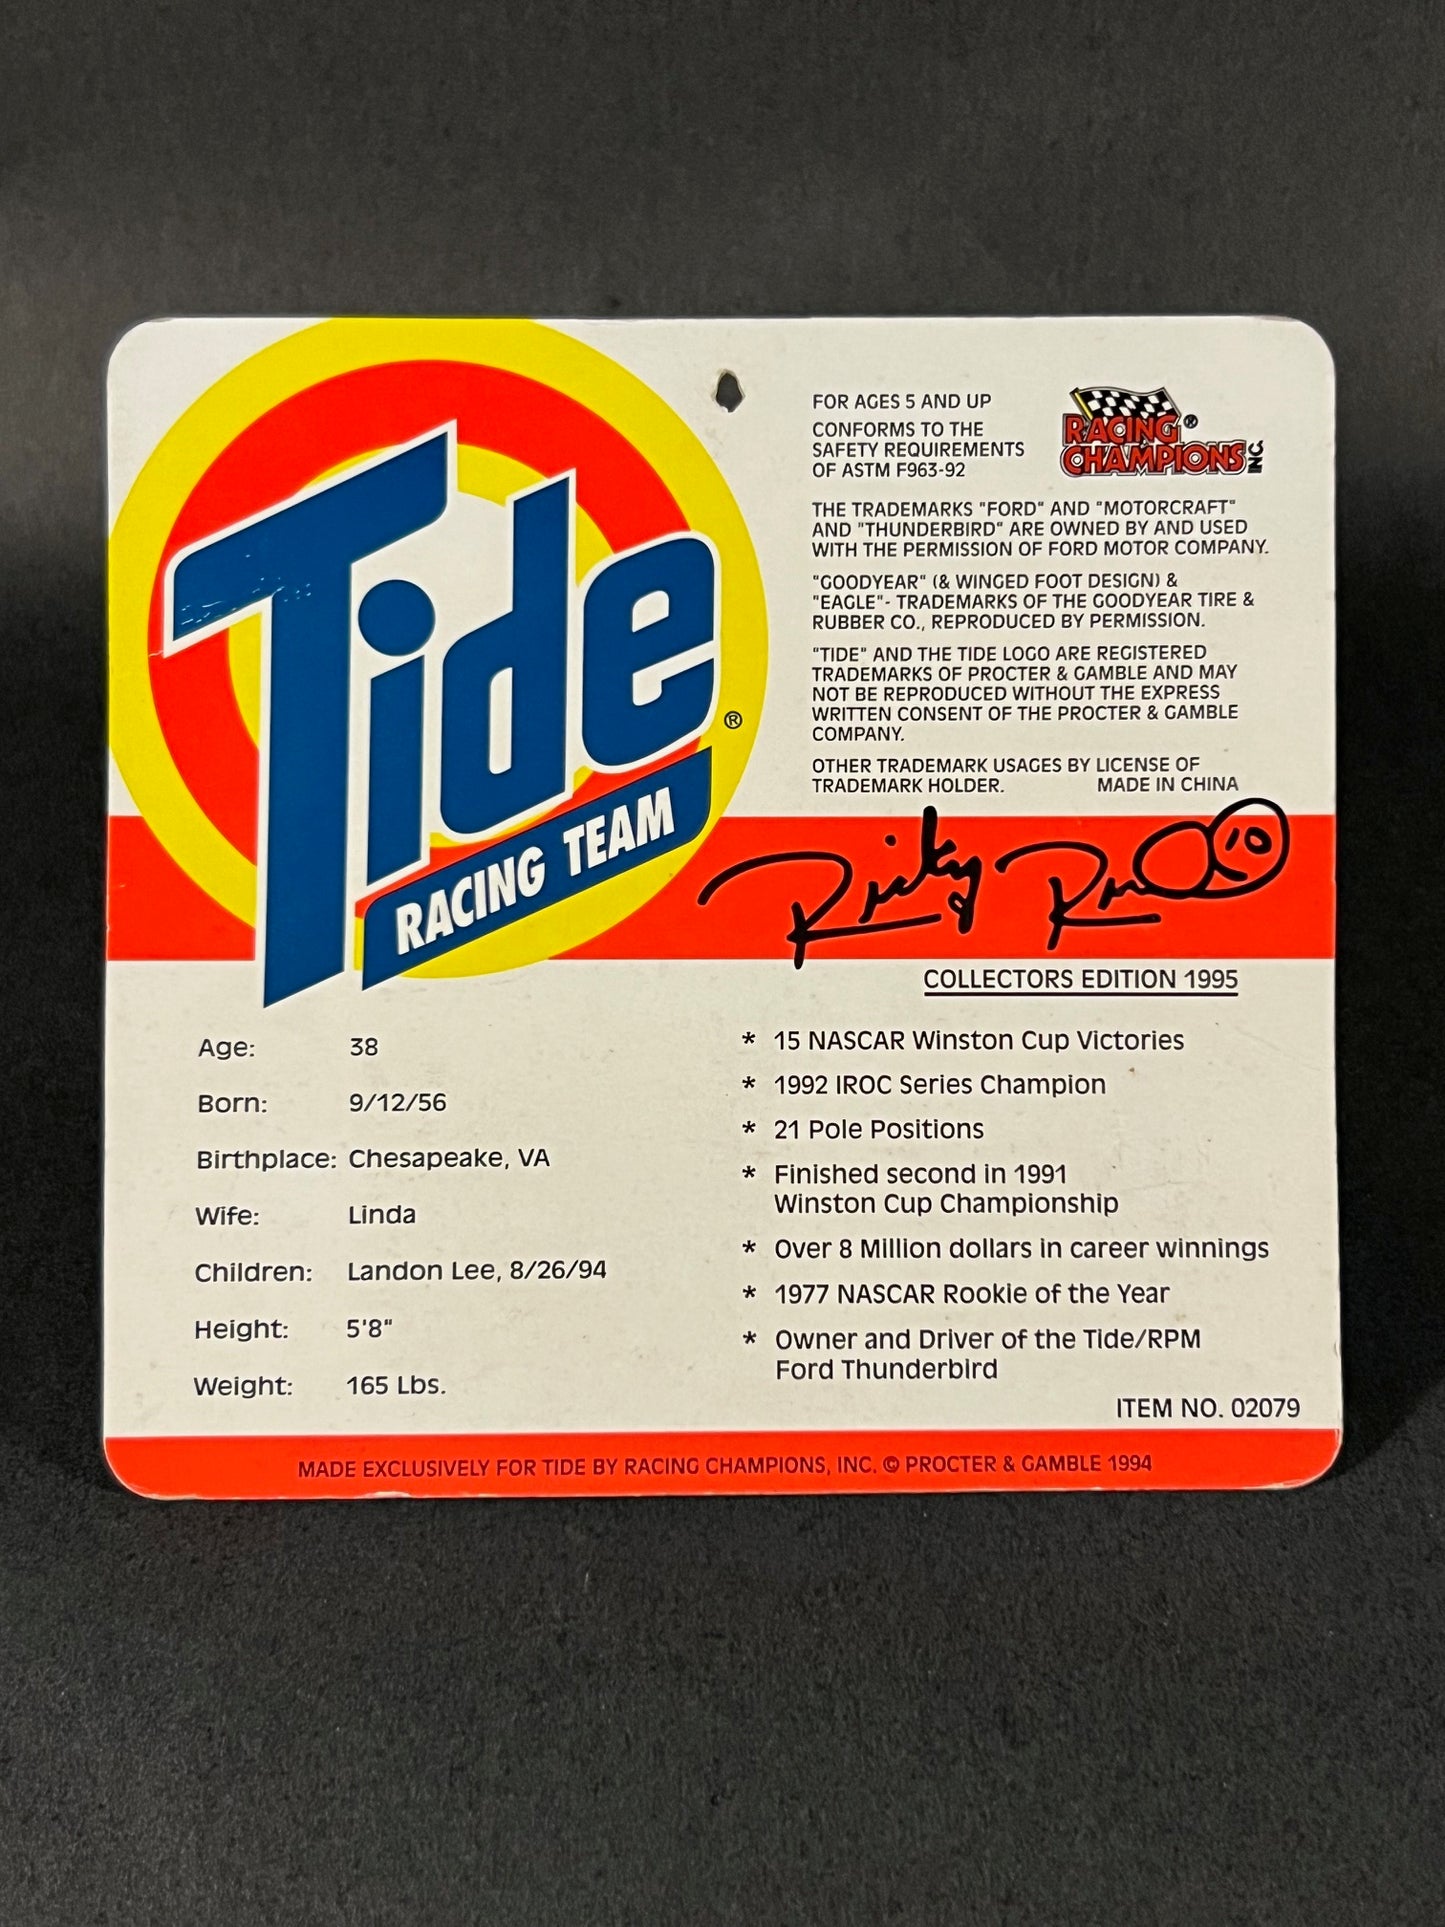 Tide ®
RACING TEAM
FOR AGES 5 AND UP
CONFORMS TO THE
SAFETY REQUIREMENTS
OF ASTM F963-92
RACING ®
CHAMPIONS INC.
THE TRADEMARKS "FORD" AND "MOTORCRAFT"
AND "THUNDERBIRD" ARE OWNED BY AND USED
WITH THE PERMISSION OF FORD MOTOR COMPANY.
"GOODYEAR" (& WINGED FOOT DESIGN) &
"EAGLE"- TRADEMARKS OF THE GOODYEAR TIRE &
RUBBER CO., REPRODUCED BY PERMISSION.
"TIDE" AND THE TIDE LOGO ARE REGISTERED
TRADEMARKS OF PROCTER & GAMBLE AND MAY
NOT BE REPRODUCED WITHOUT THE EXPRESS
WRITTEN CONSENT OF THE PROCTER & GAMBLE
COMPANY.
OTHER TRADEMARK USAGES BY LICENSE OF
TRADEMARK HOLDER. MADE IN CHINA
Ricky Rudd 10
COLLECTORS EDITION 1995
Age: 38
Born: 9/12/56
Birthplace: Chesapeake, VA
Wife: Linda
Children: Landon Lee, 8/26/94
Height: 5'8"
Weight: 165 Lbs.
* 15 NASCAR Winston Cup Victories
* 1992 IROC Series Champion
* 21 Pole Positions
* Finished second in 1991
Winston Cup Championship
* Over 8 Million dollars in career winnings
* 1977 NASCAR Rookie of the Year
* Owner and Driver of the Tide/RPM
Ford Thunderbird
ITEM NO. 02079
MADE EXCLUSIVELY FOR TIDE BY RACING CHAMPIONS, INC. © PROCTER & GAMBLE 1994